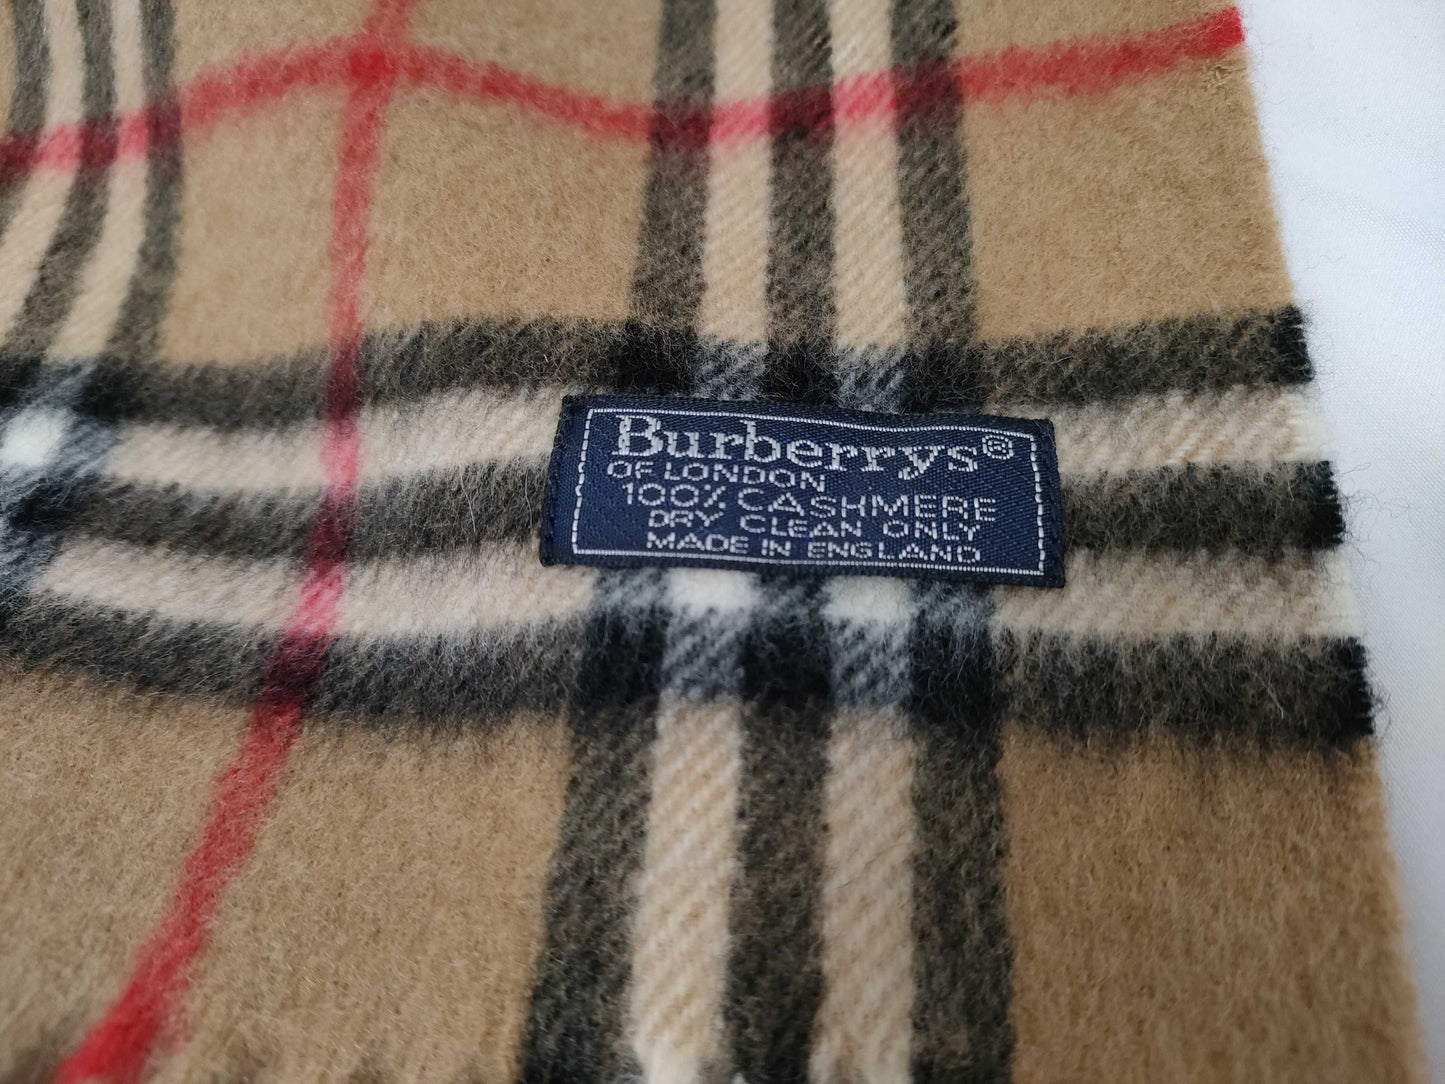 Burberrys®
OF LONDON
100% CASHMERE
DRY CLEAN ONLY
MADE IN ENGLAND